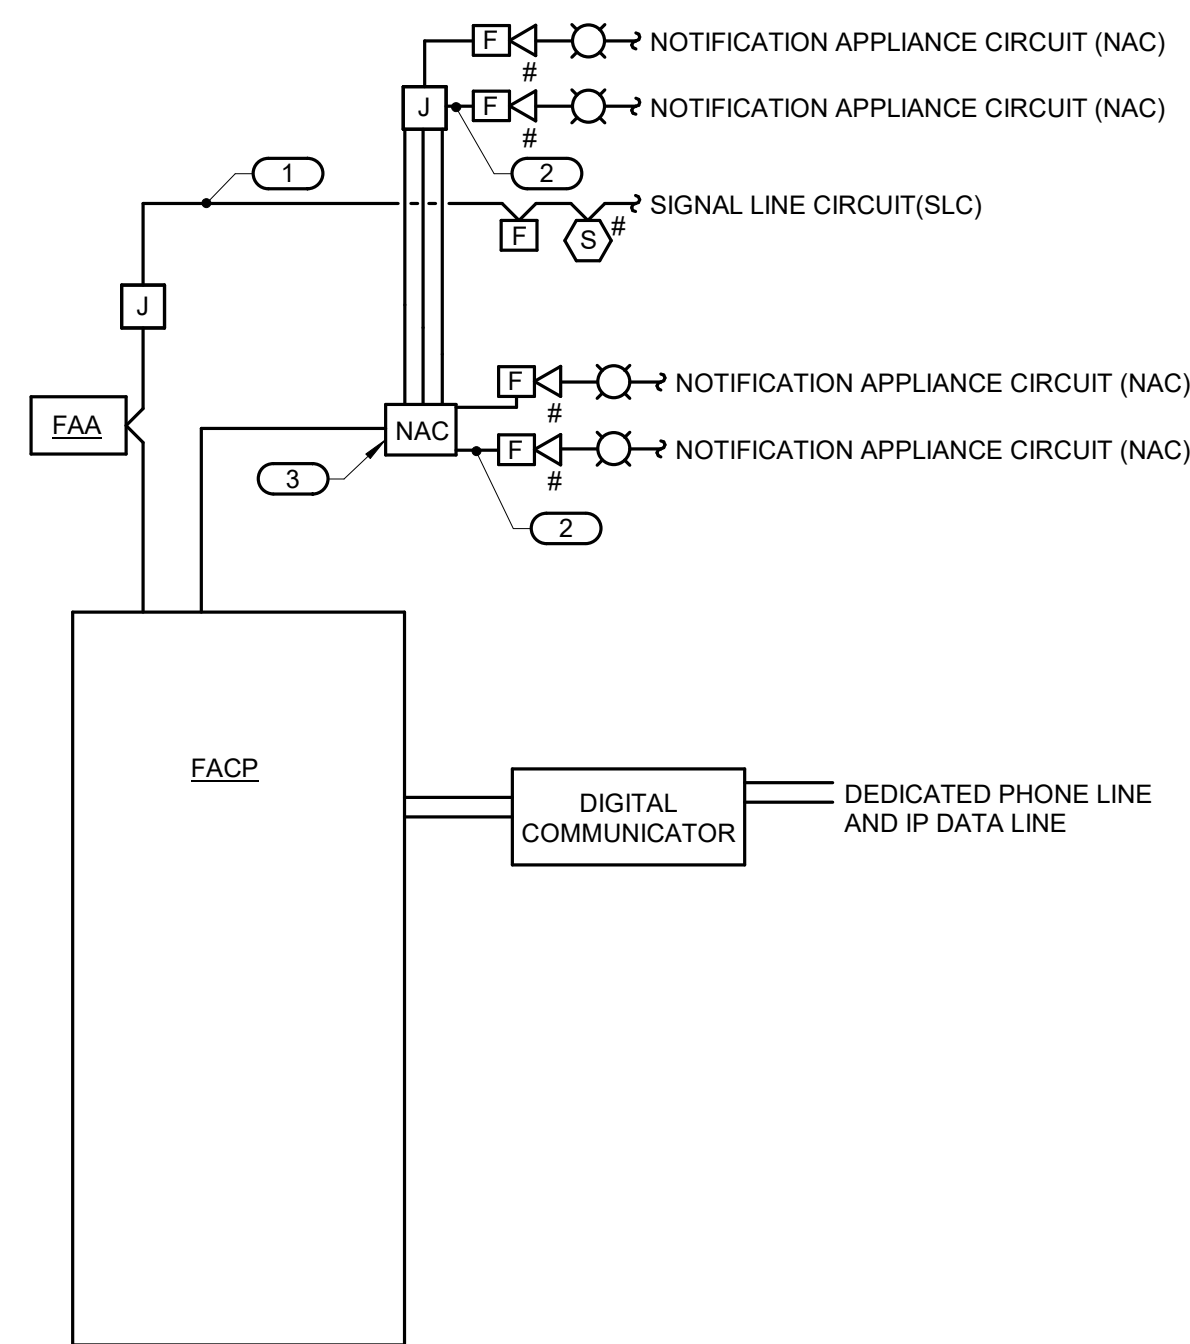 F
NOTIFICATION APPLIANCE CIRCUIT (NAC)
#
J
F
NOTIFICATION APPLIANCE CIRCUIT (NAC)
#
1
2
SIGNAL LINE CIRCUIT(SLC)
F
S
#
J
F
NOTIFICATION APPLIANCE CIRCUIT (NAC)
#
FAA
NAC
F
NOTIFICATION APPLIANCE CIRCUIT (NAC)
#
3
2
FACP
DIGITAL
COMMUNICATOR
DEDICATED PHONE LINE
AND IP DATA LINE